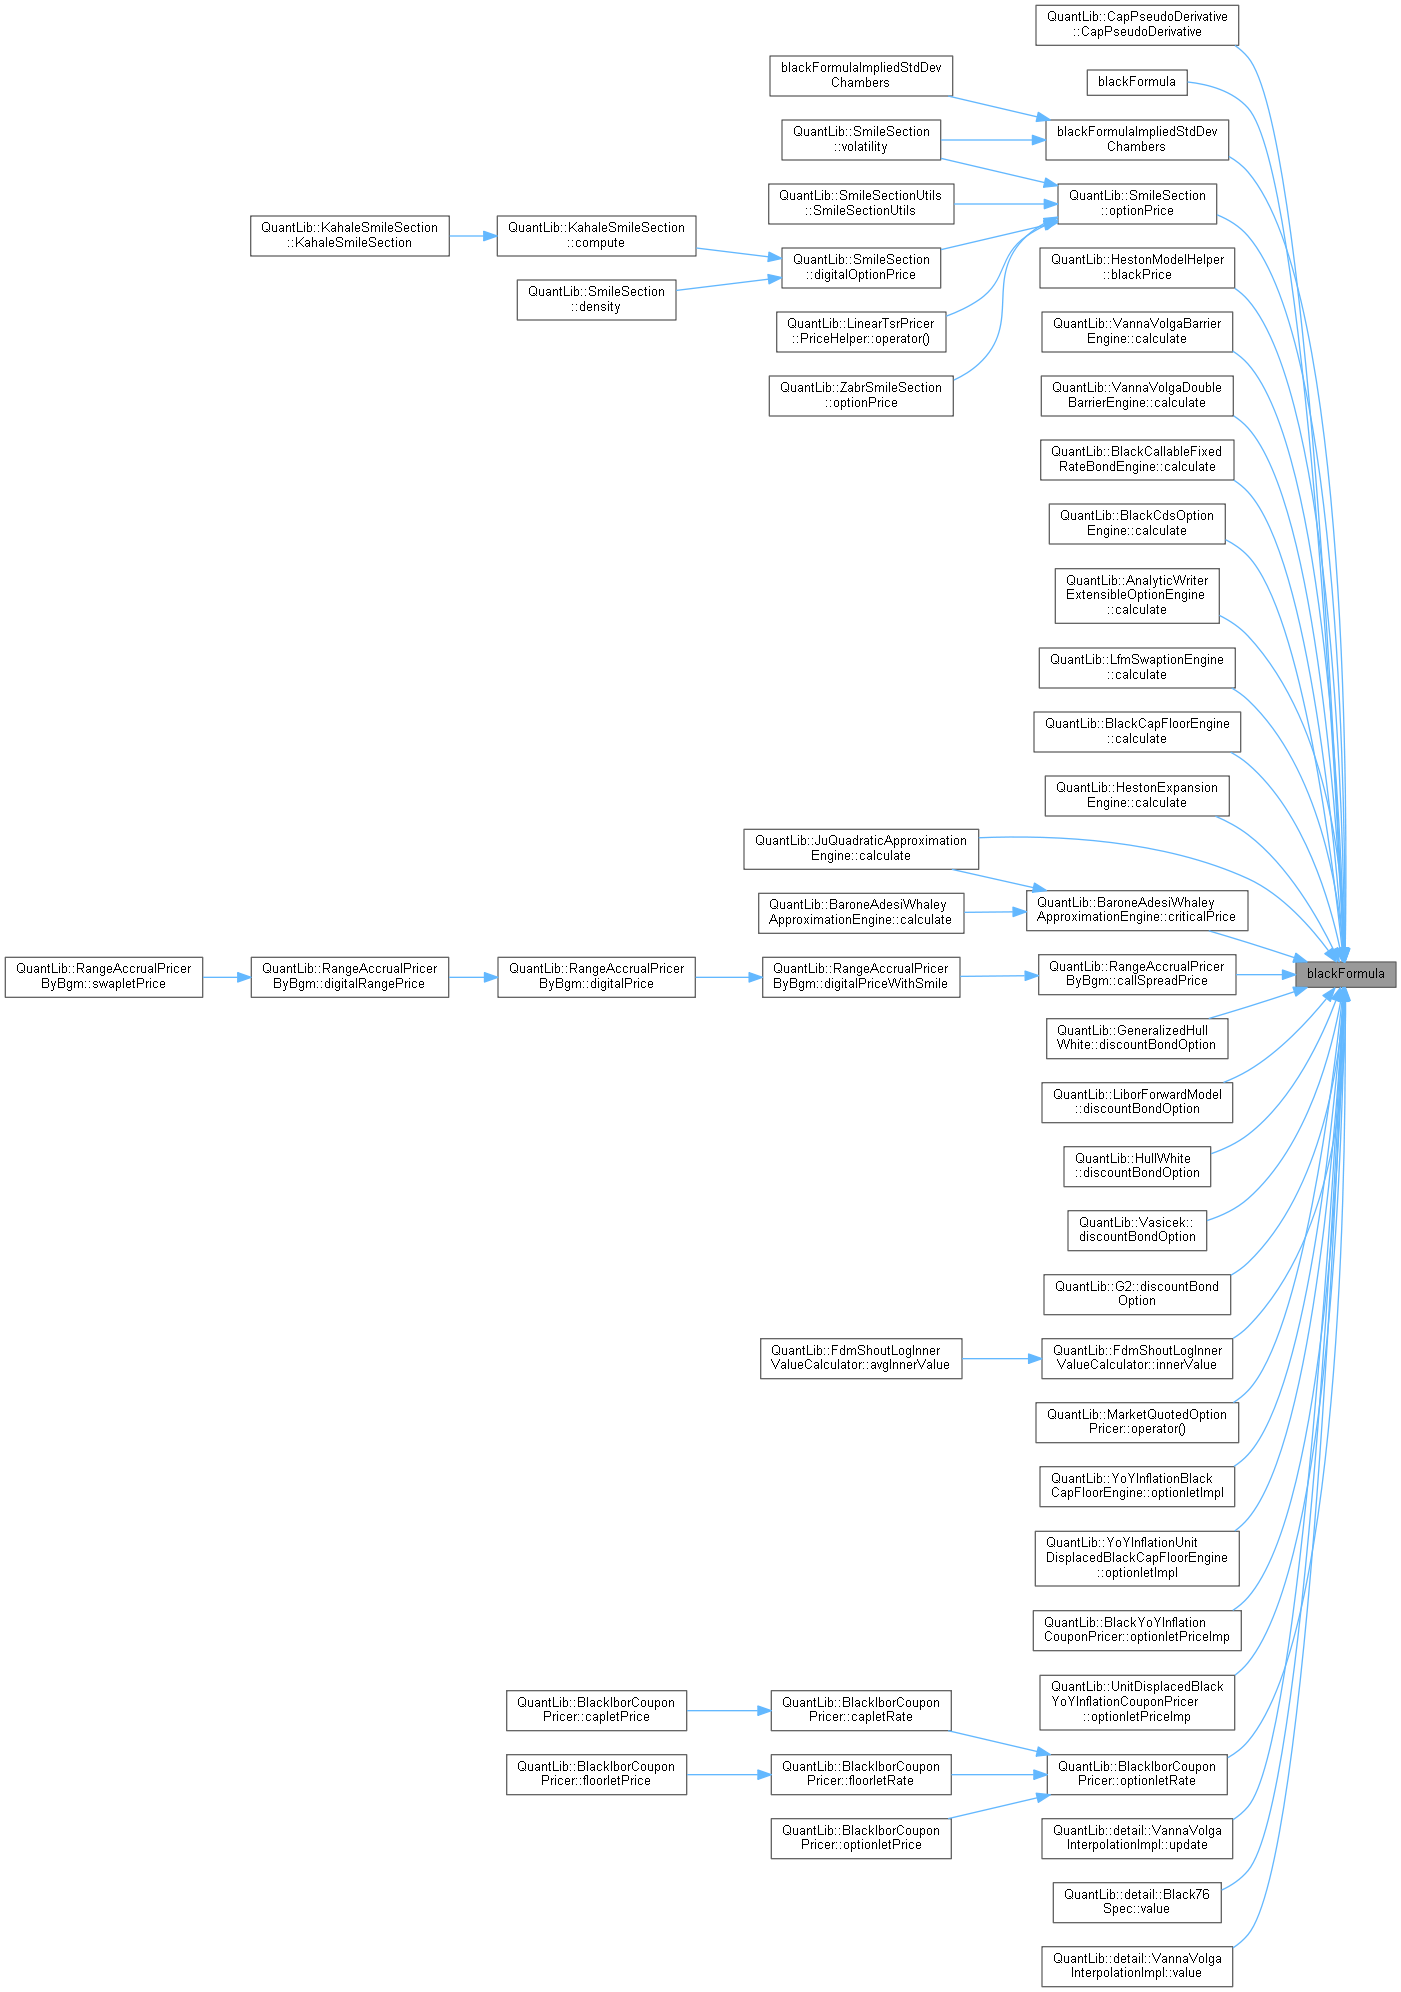 QuantLib::CapPseudoDerivative
::CapPseudoDerivative
blackFormulaImpliedStdDev
Chambers
blackFormula
QuantLib::SmileSection
::volatility
blackFormulaImpliedStdDev
Chambers
QuantLib::SmileSectionUtils
::SmileSectionUtils
QuantLib::SmileSection
::optionPrice
QuantLib::KahaleSmileSection
::KahaleSmileSection
QuantLib::KahaleSmileSection
::compute
QuantLib::SmileSection
::digitalOptionPrice
QuantLib::HestonModelHelper
::blackPrice
QuantLib::SmileSection
::density
QuantLib::LinearTsrPricer
::PriceHelper::operator()
QuantLib::VannaVolgaBarrier
Engine::calculate
QuantLib::ZabrSmileSection
::optionPrice
QuantLib::VannaVolgaDouble
BarrierEngine::calculate
QuantLib::BlackCallableFixed
RateBondEngine::calculate
QuantLib::BlackCdsOption
Engine::calculate
QuantLib::AnalyticWriter
ExtensibleOptionEngine
::calculate
QuantLib::LfmSwaptionEngine
::calculate
QuantLib::BlackCapFloorEngine
::calculate
QuantLib::HestonExpansion
Engine::calculate
QuantLib::JuQuadraticApproximation
Engine::calculate
QuantLib::BaroneAdesiWhaley
ApproximationEngine::calculate
QuantLib::BaroneAdesiWhaley
ApproximationEngine::criticalPrice
QuantLib::RangeAccrualPricer
ByBgm::swapletPrice
QuantLib::RangeAccrualPricer
ByBgm::digitalRangePrice
QuantLib::RangeAccrualPricer
ByBgm::digitalPrice
QuantLib::RangeAccrualPricer
ByBgm::digitalPriceWithSmile
QuantLib::RangeAccrualPricer
ByBgm::callSpreadPrice
blackFormula
QuantLib::GeneralizedHull
White::discountBondOption
QuantLib::LiborForwardModel
::discountBondOption
QuantLib::HullWhite
::discountBondOption
QuantLib::Vasicek::
discountBondOption
QuantLib::G2::discountBond
Option
QuantLib::FdmShoutLogInner
ValueCalculator::avgInnerValue
QuantLib::FdmShoutLogInner
ValueCalculator::innerValue
QuantLib::MarketQuotedOption
Pricer::operator()
QuantLib::YoYInflationBlack
CapFloorEngine::optionletImpl
QuantLib::YoYInflationUnit
DisplacedBlackCapFloorEngine
::optionletImpl
QuantLib::BlackYoYInflation
CouponPricer::optionletPriceImp
QuantLib::UnitDisplacedBlack
YoYInflationCouponPricer
::optionletPriceImp
QuantLib::BlackIborCoupon
Pricer::capletPrice
QuantLib::BlackIborCoupon
Pricer::capletRate
QuantLib::BlackIborCoupon
Pricer::floorletPrice
QuantLib::BlackIborCoupon
Pricer::floorletRate
QuantLib::BlackIborCoupon
Pricer::optionletRate
QuantLib::BlackIborCoupon
Pricer::optionletPrice
QuantLib::detail::VannaVolga
InterpolationImpl::update
QuantLib::detail::Black76
Spec::value
QuantLib::detail::VannaVolga
InterpolationImpl::value